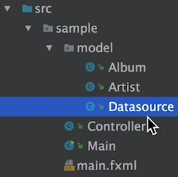 src
sample
model
Album
Artist
Datasource
Controller
Main
main.fxml